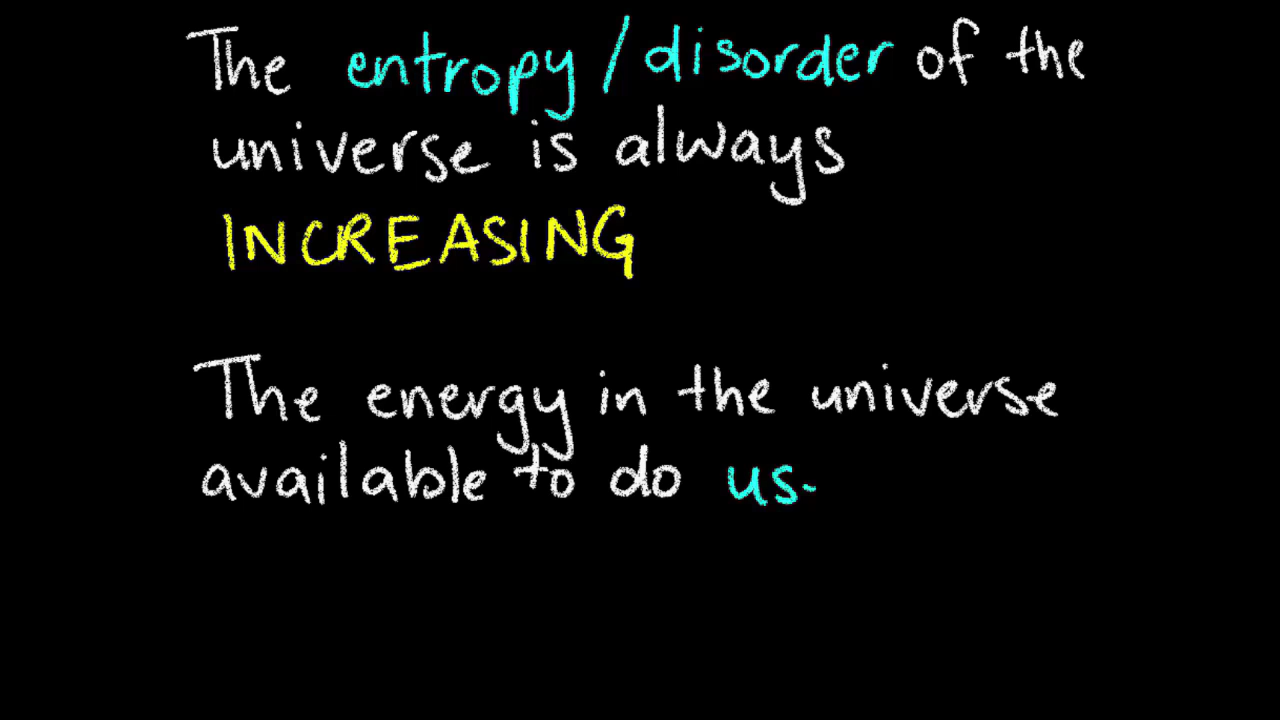 The entropy / disorder of the
universe is always
INCREASING
The energy in the universe
available to do us